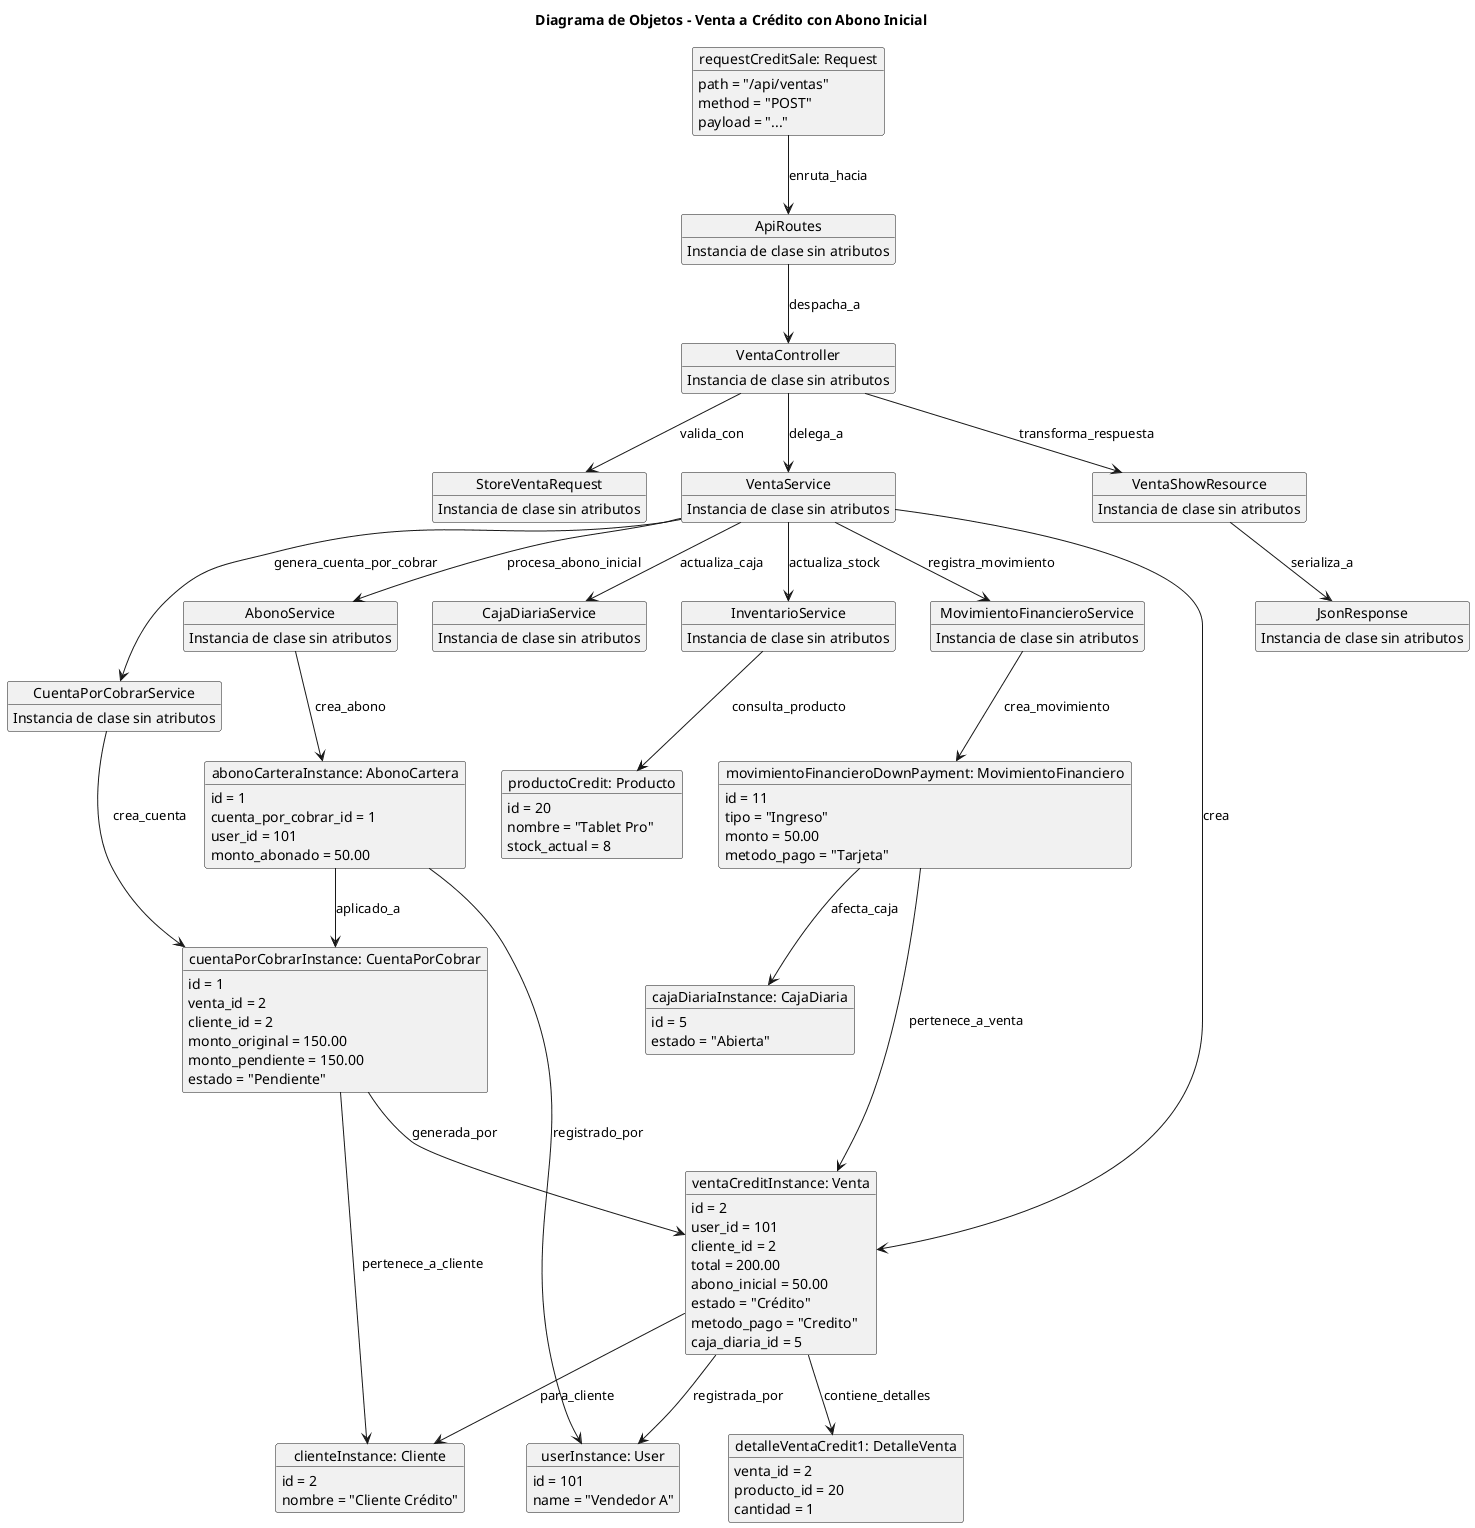 Diagrama de Objetos - Venta a Crédito con Abono Inicial
requestCreditSale: Request
path = "/api/ventas"
method = "POST"
payload = "..."
enruta_hacia
ApiRoutes
Instancia de clase sin atributos
despacha_a
VentaController
Instancia de clase sin atributos
valida_con
delega_a
transforma_respuesta
StoreVentaRequest
Instancia de clase sin atributos
VentaService
Instancia de clase sin atributos
VentaShowResource
Instancia de clase sin atributos
genera_cuenta_por_cobrar
procesa_abono_inicial
actualiza_caja
actualiza_stock
registra_movimiento
serializa_a
AbonoService
Instancia de clase sin atributos
CajaDiariaService
Instancia de clase sin atributos
InventarioService
Instancia de clase sin atributos
MovimientoFinancieroService
Instancia de clase sin atributos
JsonResponse
Instancia de clase sin atributos
CuentaPorCobrarService
Instancia de clase sin atributos
crea_abono
consulta_producto
crea_movimiento
crea_cuenta
crea
abonoCarteraInstance: AbonoCartera
id = 1
cuenta_por_cobrar_id = 1
user_id = 101
monto_abonado = 50.00
productoCredit: Producto
id = 20
nombre = "Tablet Pro"
stock_actual = 8
movimientoFinancieroDownPayment: MovimientoFinanciero
id = 11
tipo = "Ingreso"
monto = 50.00
metodo_pago = "Tarjeta"
aplicado_a
afecta_caja
cuentaPorCobrarInstance: CuentaPorCobrar
id = 1
venta_id = 2
cliente_id = 2
monto_original = 150.00
monto_pendiente = 150.00
estado = "Pendiente"
cajaDiariaInstance: CajaDiaria
id = 5
estado = "Abierta"
pertenece_a_venta
generada_por
registrado_por
pertenece_a_cliente
ventaCreditInstance: Venta
id = 2
user_id = 101
cliente_id = 2
total = 200.00
abono_inicial = 50.00
estado = "Crédito"
metodo_pago = "Credito"
caja_diaria_id = 5
para_cliente
registrada_por
contiene_detalles
clienteInstance: Cliente
id = 2
nombre = "Cliente Crédito"
userInstance: User
id = 101
name = "Vendedor A"
detalleVentaCredit1: DetalleVenta
venta_id = 2
producto_id = 20
cantidad = 1